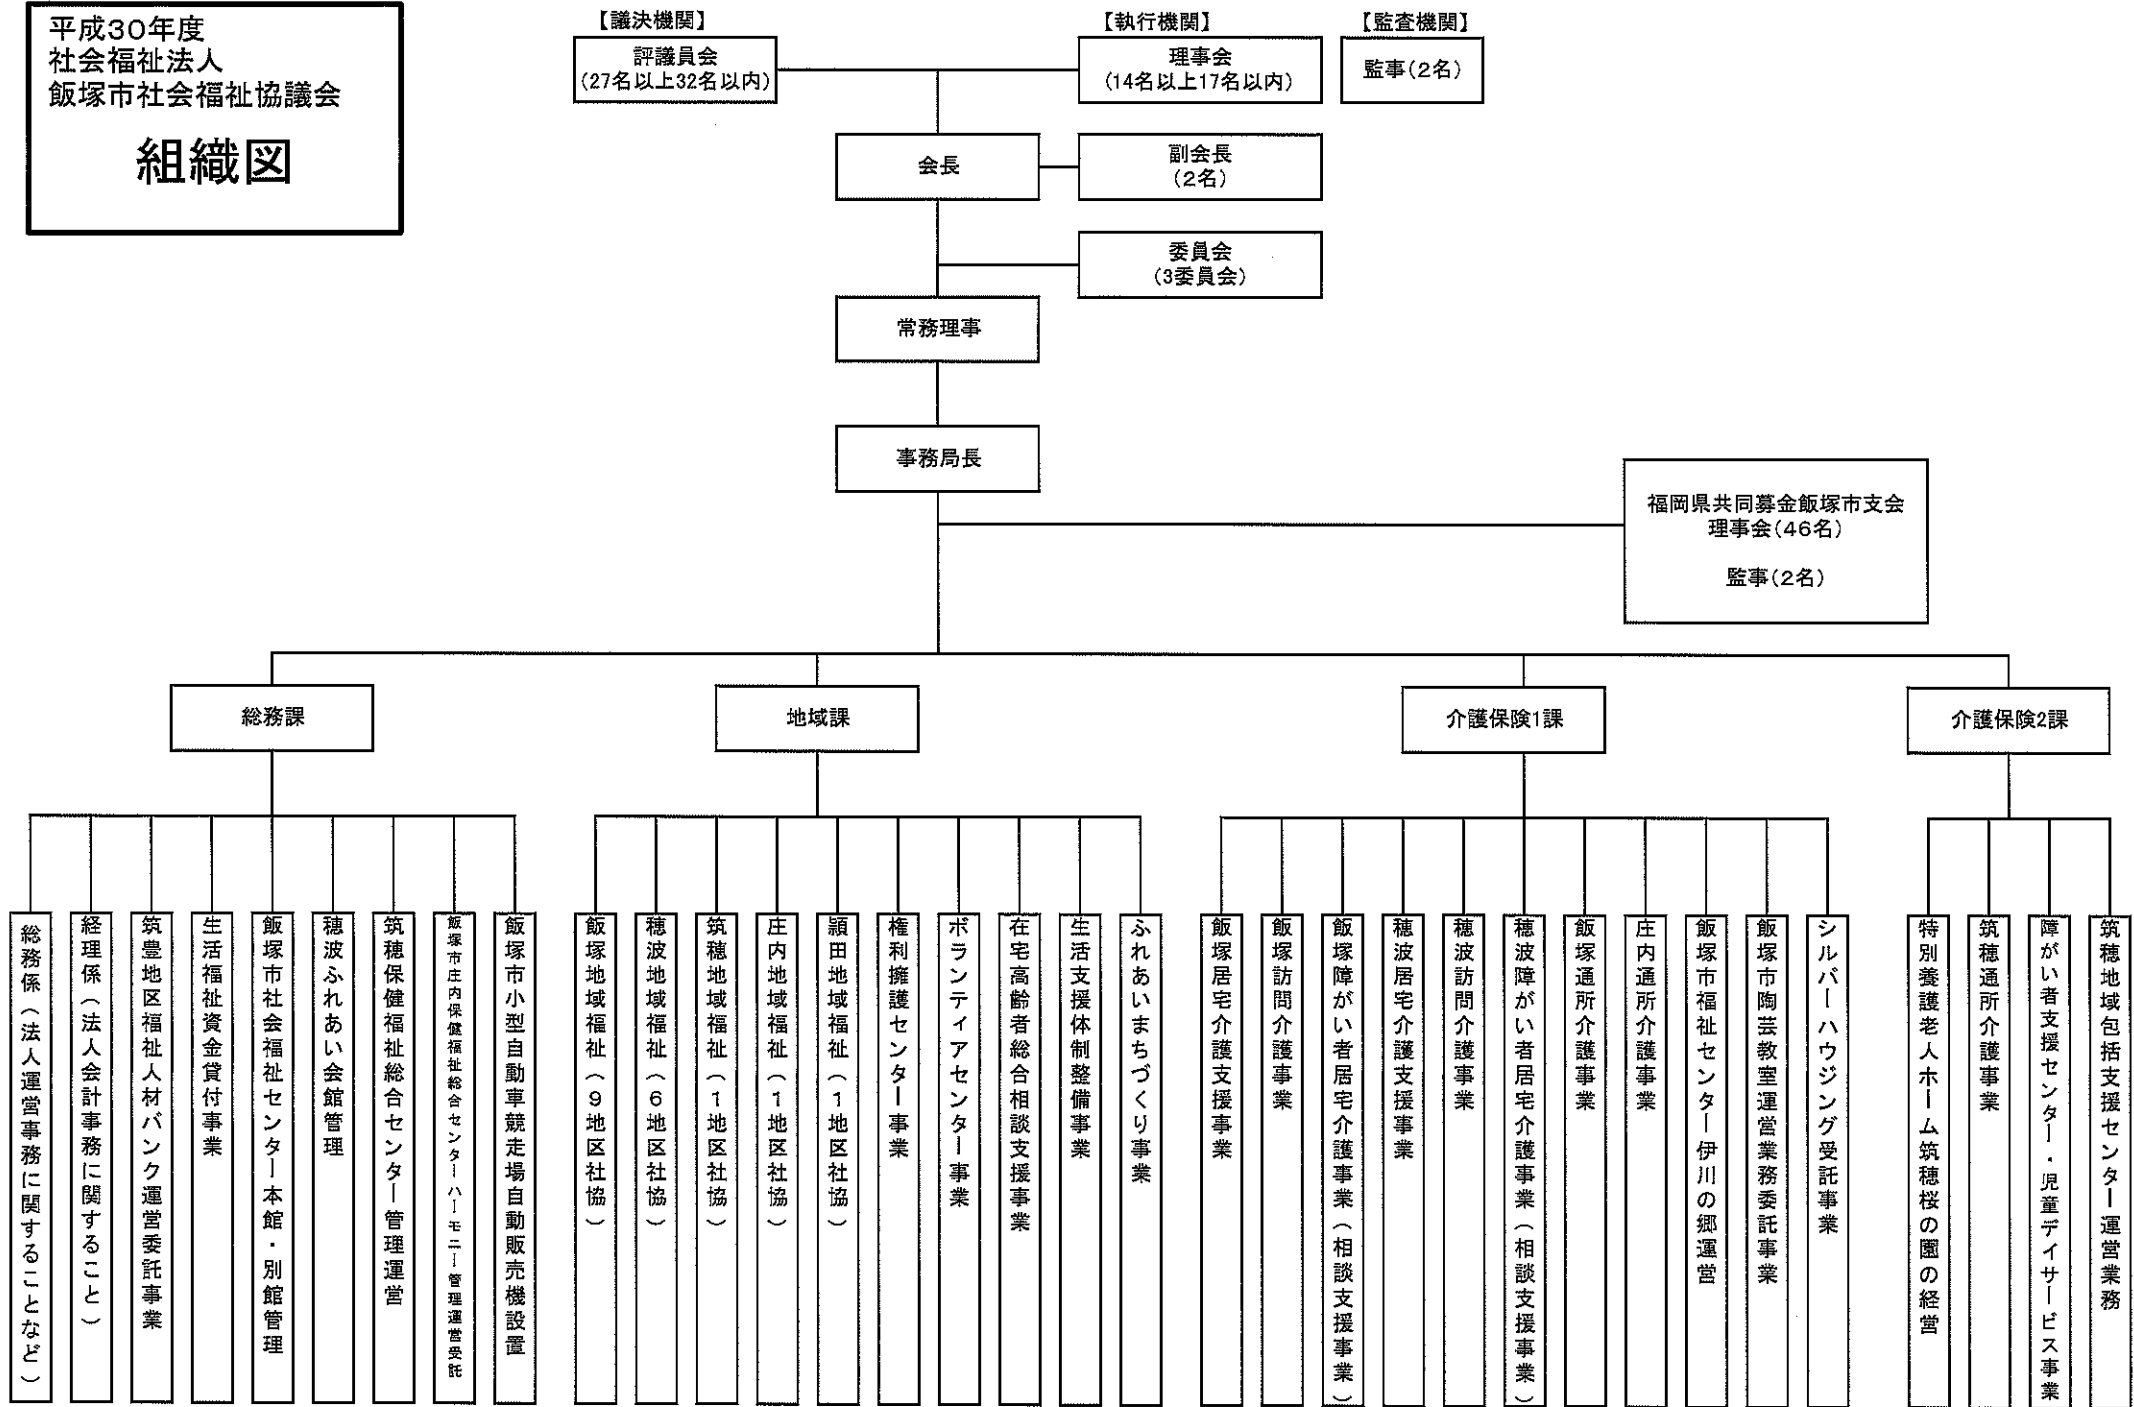 平成30年度
社会福祉法人
飯塚市社会福祉協議会
組織図
【議決機関】
評議員会
(27名以上32名以内)
【執行機関】
理事会
(14名以上17名以内)
【監査機関】
監事(2名)
会長
副会長
(2名)
委員会
(3委員会)
常務理事
事務局長
福岡県共同募金飯塚市支会
理事会(46名)
監事(2名)
総務課
地域課
介護保険1課
介護保険2課
総務係(法人運営事務に関することなど)
経理係(法人会計事務に関すること)
筑豊地区福祉人材バンク運営委託事業
生活福祉資金貸付事業
飯塚市社会福祉センター本館・別館管理
穂波ふれあい会館管理
筑穂保健福祉総合センター管理運営
飯塚市庄内保健福祉総合センターハーモニー管理運営受託
飯塚市小型自動車競走場自動販売機設置
飯塚地域福祉(9地区社協)
穂波地域福祉(6地区社協)
筑穂地域福祉(1地区社協)
庄内地域福祉(1地区社協)
頴田地域福祉(1地区社協)
権利擁護センター事業
ボランティアセンター事業
在宅高齢者総合相談支援事業
生活支援体制整備事業
ふれあいまちづくり事業
飯塚居宅介護支援事業
飯塚訪問介護事業
飯塚障がい者居宅介護事業(相談支援事業)
穂波居宅介護支援事業
穂波訪問介護事業
穂波障がい者居宅介護事業(相談支援事業)
飯塚通所介護事業
庄内通所介護事業
飯塚市福祉センター伊川の郷運営
飯塚市陶芸教室運営業務委託事業
シルバーハウジング受託事業
特別養護老人ホーム筑穂桜の園の経営
筑穂通所介護事業
障がい者支援センター・児童デイサービス事業
筑穂地域包括支援センター運営業務